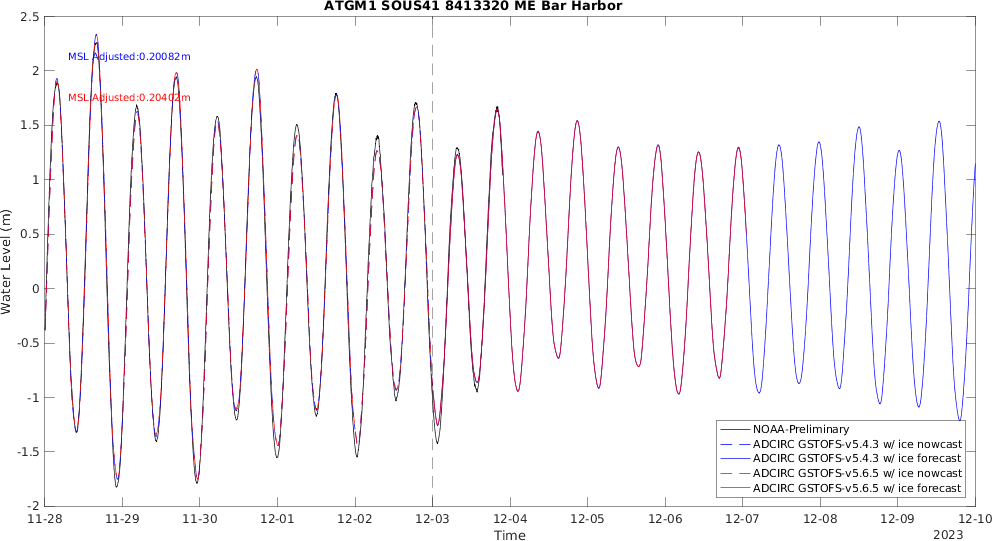 ATGM1 SOUS41 8413320 ME Bar Harbor
2.5
2
1.5
1
0.5
0
-0.5
-1
-1.5
-2
Water Level (m)
MSL Adjusted:0.20082m
MSL Adjusted:0.20402m
NOAA-Preliminary
ADCIRC GSTOFS-v5.4.3 w/ ice nowcast
ADCIRC GSTOFS-v5.4.3 w/ ice forecast
ADCIRC GSTOFS-v5.6.5 w/ ice nowcast
ADCIRC GSTOFS-v5.6.5 w/ ice forecast
11-28 11-29 11-30 12-01 12-02 12-03 12-04 12-05 12-06 12-07 12-08 12-09 12-10
Time
2023